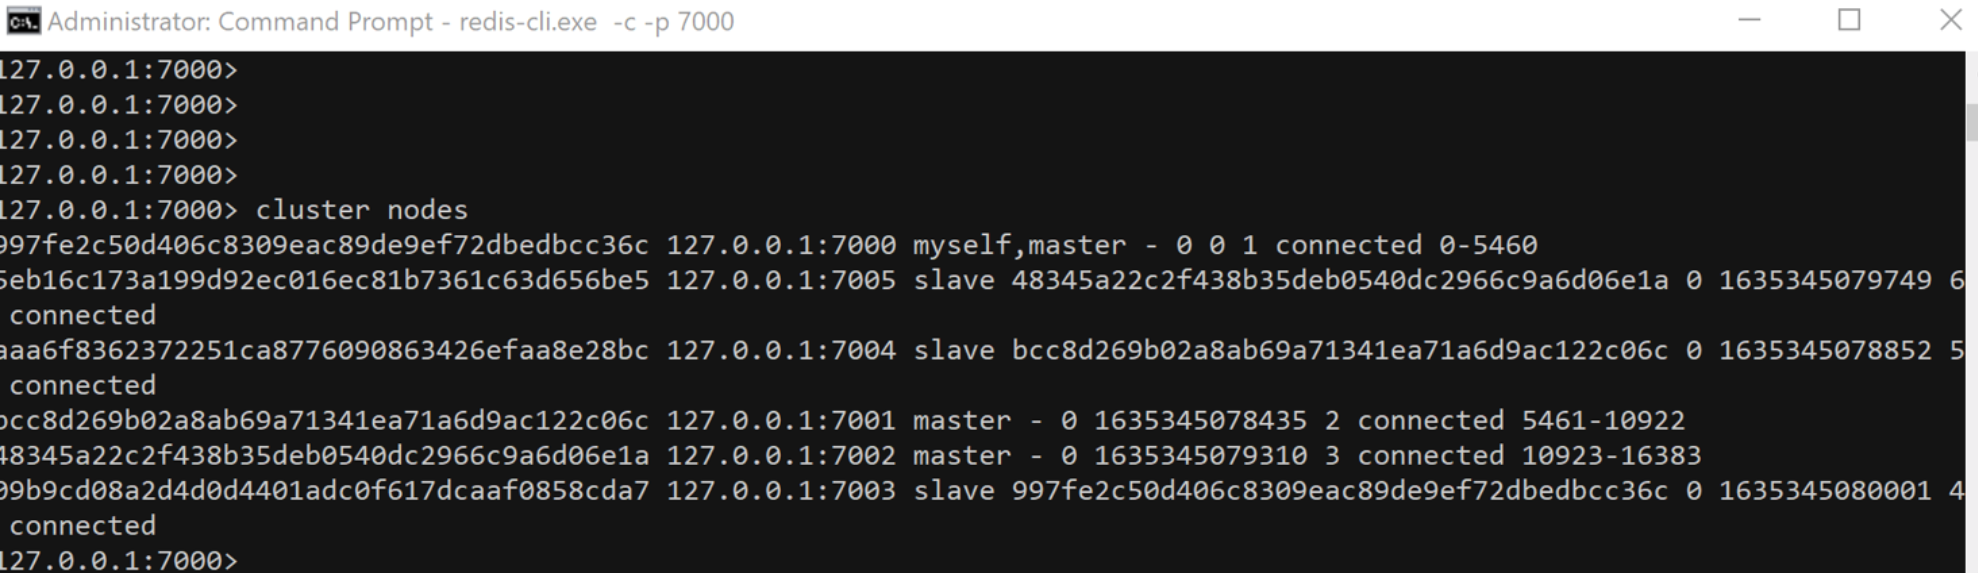 Administrator: Command Prompt - redis-cli.exe  -c -p 7000
127.0.0.1:7000>
127.0.0.1:7000>
127.0.0.1:7000>
127.0.0.1:7000>
127.0.0.1:7000> cluster nodes
997fe2c50d406c8309eac89de9ef72dbedbcc36c 127.0.0.1:7000 myself,master - 0 0 1 connected 0-5460
5eb16c173a199d92ec016ec81b7361c63d656be5 127.0.0.1:7005 slave 48345a22c2f438b35deb0540dc2966c9a6d06e1a 0 1635345079749 6
connected
aaa6f8362372251ca8776090863426efaa8e28bc 127.0.0.1:7004 slave bcc8d269b02a8ab69a71341ea71a6d9ac122c06c 0 1635345078852 5
connected
bcc8d269b02a8ab69a71341ea71a6d9ac122c06c 127.0.0.1:7001 master - 0 1635345078435 2 connected 5461-10922
48345a22c2f438b35deb0540dc2966c9a6d06e1a 127.0.0.1:7002 master - 0 1635345079310 3 connected 10923-16383
09b9cd08a2d4d0d4401adc0f617dcaaf0858cda7 127.0.0.1:7003 slave 997fe2c50d406c8309eac89de9ef72dbedbcc36c 0 1635345080001 4
connected
127.0.0.1:7000>